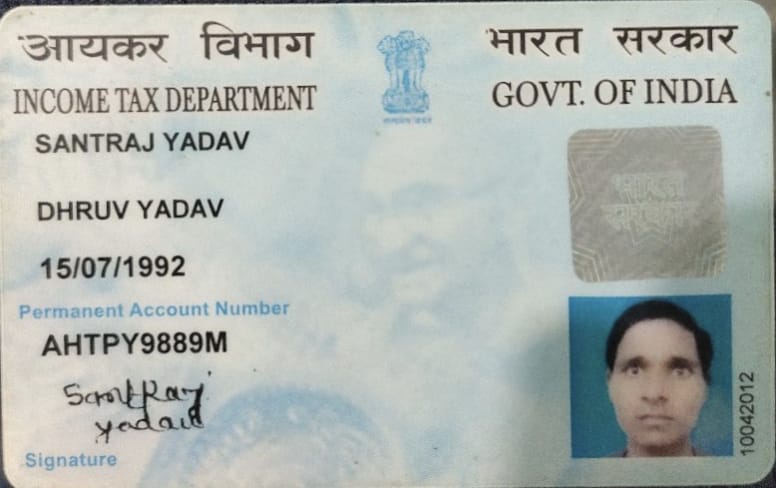 आयकर विभाग
भारत सरकार
INCOME TAX DEPARTMENT
GOVT. OF INDIA
SANTRAJ YADAV
DHRUV YADAV
15/07/1992
Permanent Account Number
AHTPY9889M
Santraj
yadav
Signature
10042012